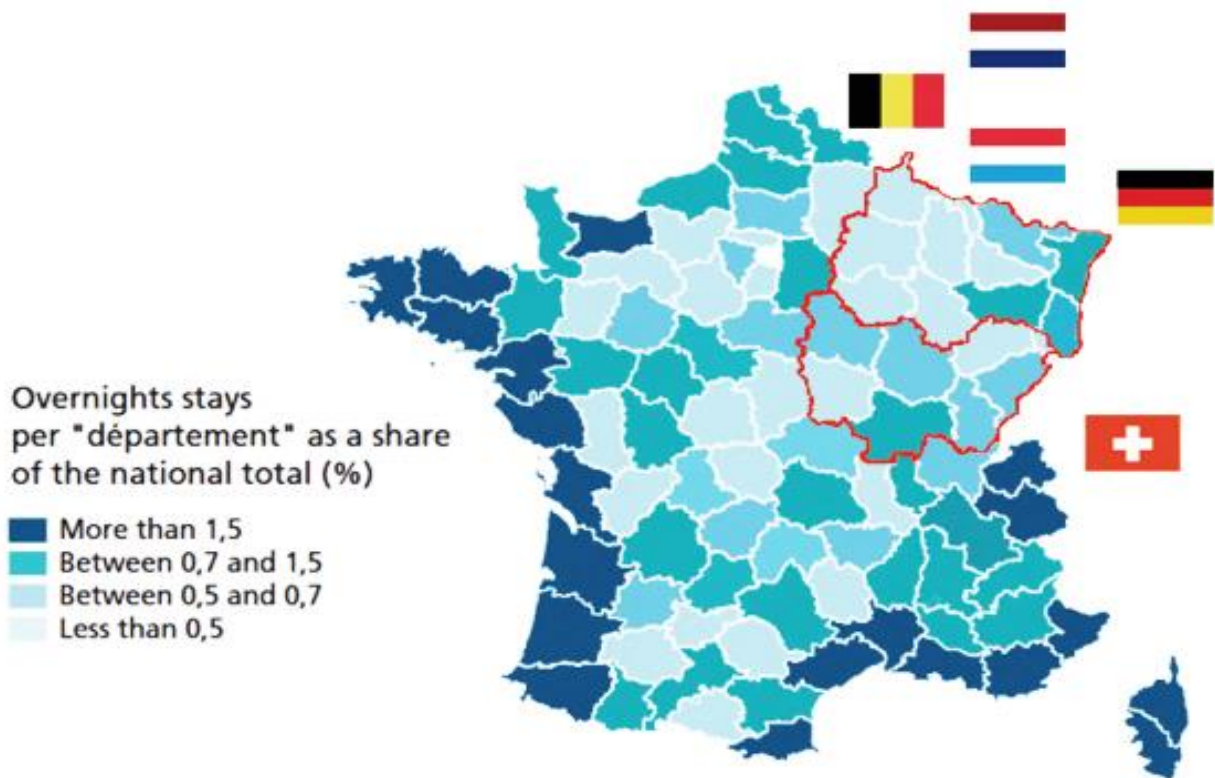 Overnights stays
per "département" as a share
of the national total (%)
More than 1,5
Between 0,7 and 1,5
Between 0,5 and 0,7
Less than 0,5